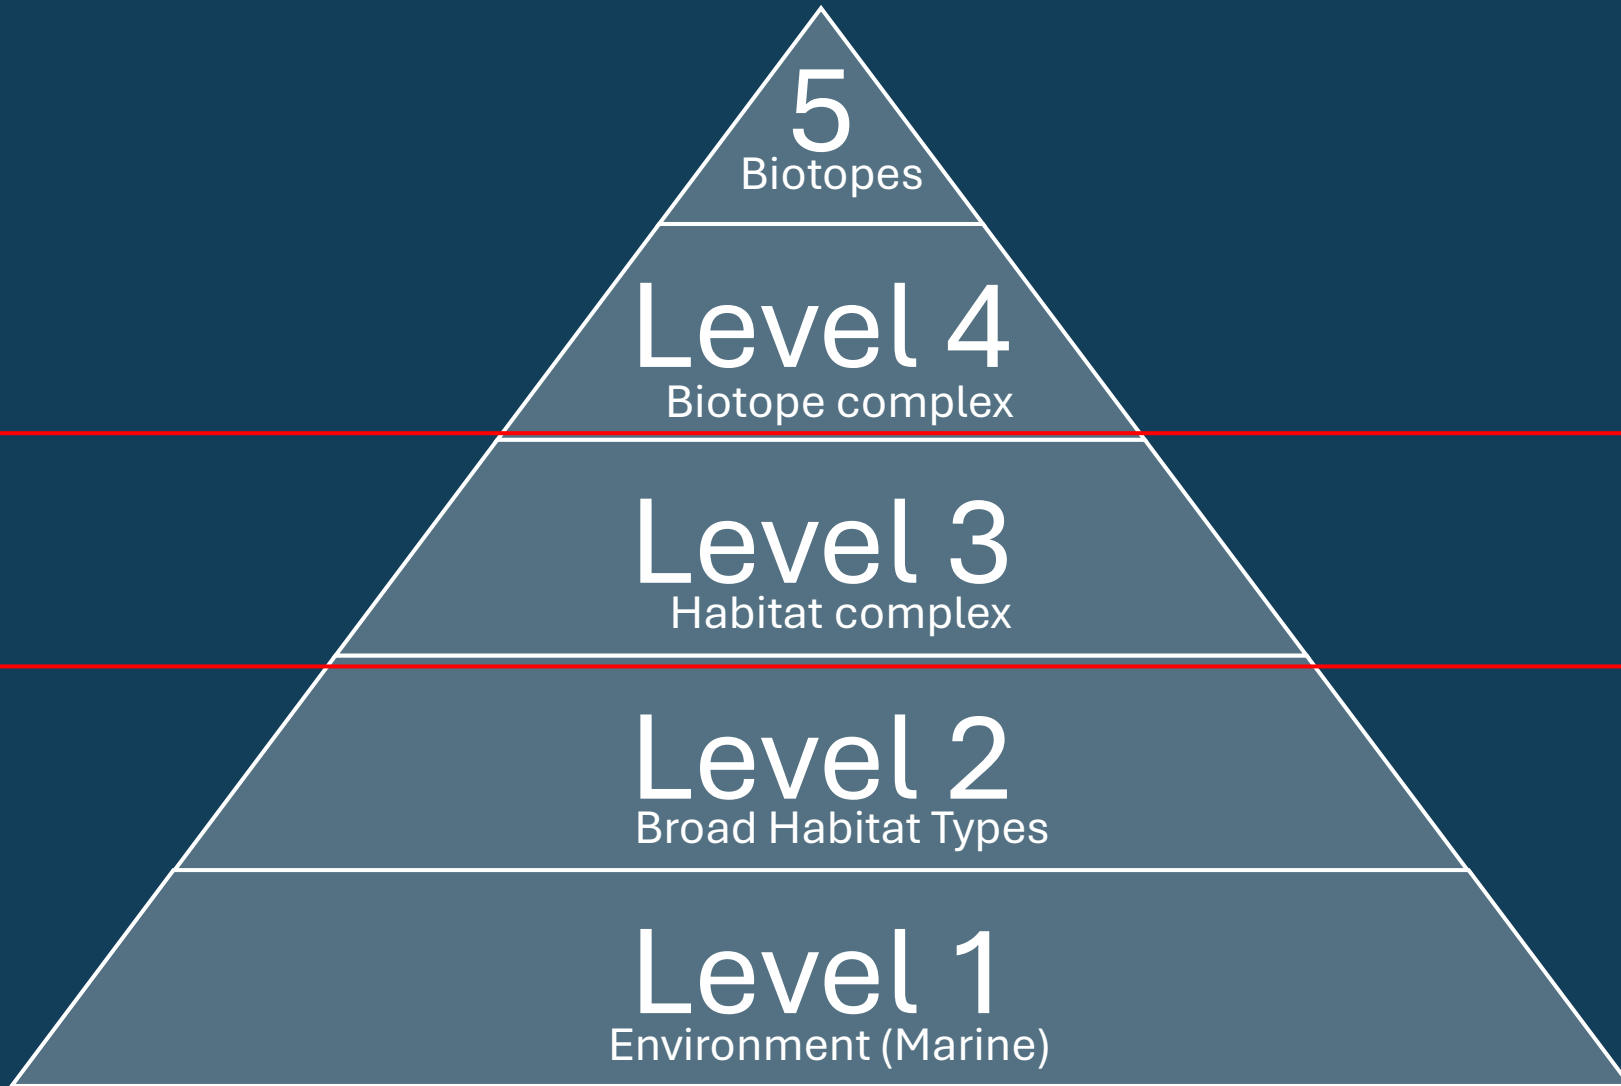 5
Biotopes
Level 4
Biotope complex
Level 3
Habitat complex
Level 2
Broad Habitat Types
Level 1
Environment (Marine)